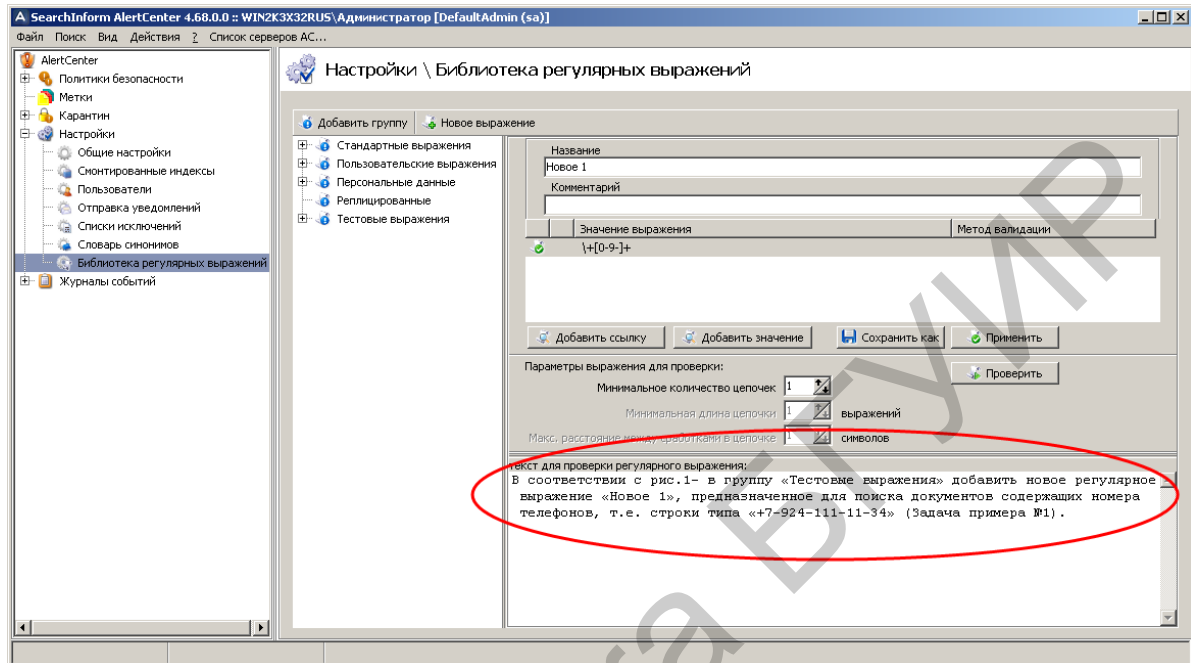 SearchInform AlertCenter 4.68.0.0 :: WIN2K3X32RUS\Администратор [DefaultAdmin (sa)]
Файл Поиск Вид Действия ? Список серверов АС...
AlertCenter
Политики безопасности
Метки
Карантин
Настройки
Общие настройки
Смонтированные индексы
Пользователи
Отправка уведомлений
Списки исключений
Словарь синонимов
Библиотека регулярных выражений
Журналы событий
Настройки \ Библиотека регулярных выражений
Добавить группу Новое выражение
Стандартные выражения
Пользовательские выражения
Персональные данные
Реплицированные
Тестовые выражения
Название
Новое 1
Комментарий
Значение выражения Метод валидации
\+[0-9-]+
Добавить ссылку Добавить значение Сохранить как Применить
Параметры выражения для проверки:
Проверить
Минимальное количество цепочек 1
Минимальная длина цепочки 1 выражений
Макс. расстояние между сработками в цепочке 1 символов
Текст для проверки регулярного выражения:
В соответствии с рис.1- в группу «Тестовые выражения» добавить новое регулярное
выражение «Новое 1», предназначенное для поиска документов содержащих номера
телефонов, т.е. строки типа «+7-924-111-11-34» (Задача примера №1).
БГУИР